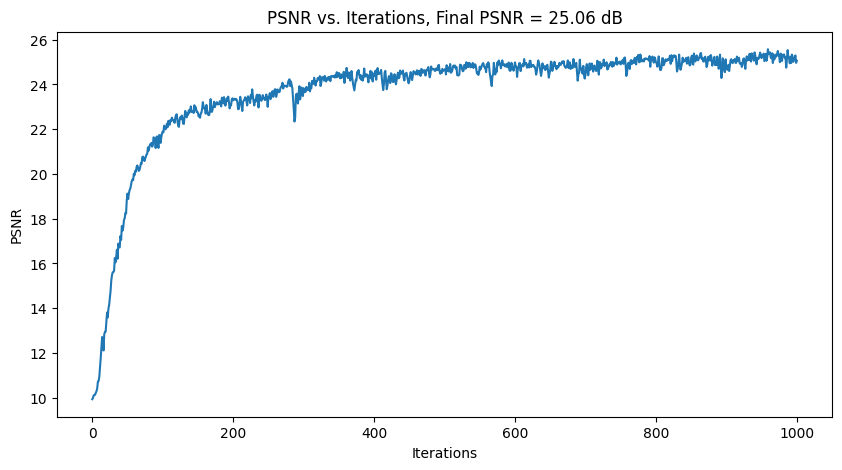 PSNR vs. Iterations, Final PSNR = 25.06 dB
26
24
22
20
18
16
14
12
10
PSNR
0 200 400 600 800 1000
Iterations